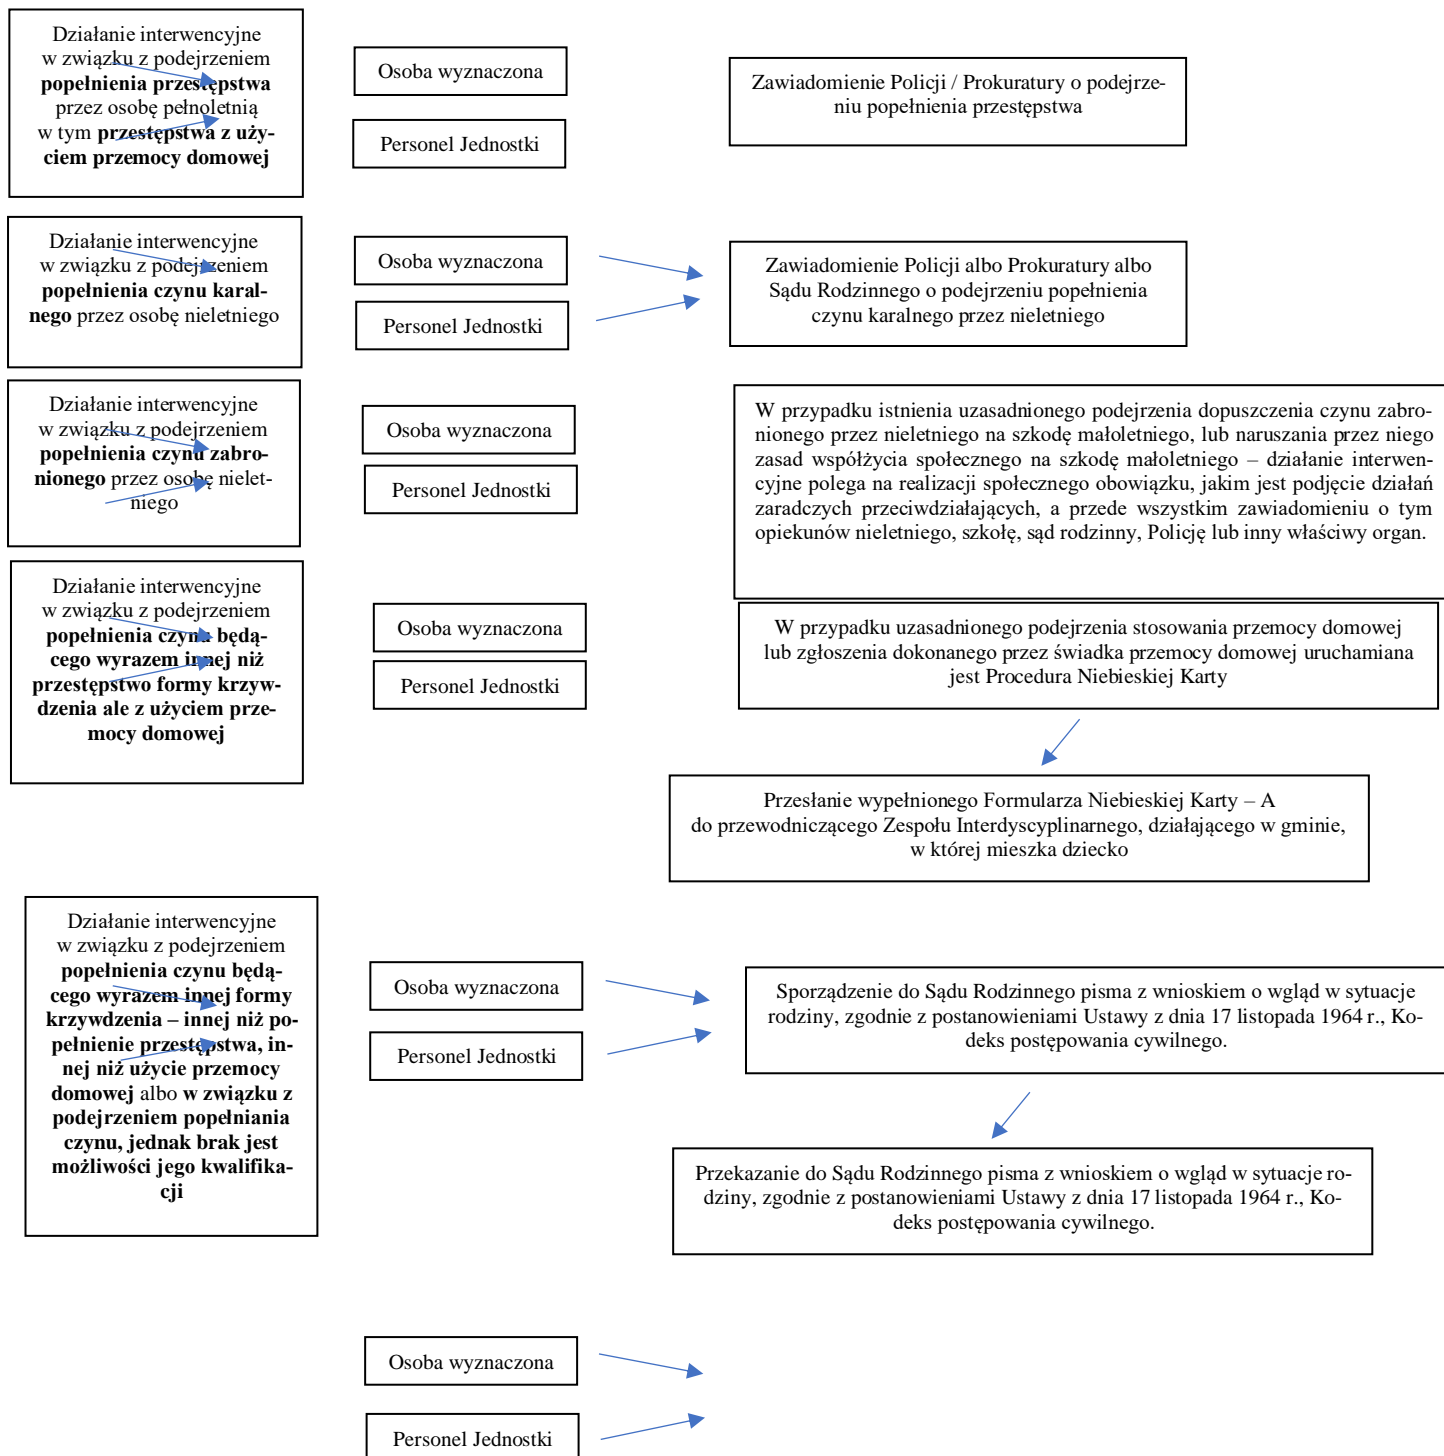 Działanie interwencyjne
w związku z podejrzeniem
popełnienia przestępstwa
przez osobę pełnoletnią
w tym przestępstwa z uży-
ciem przemocy domowej
Osoba wyznaczona
Personel Jednostki
Zawiadomienie Policji / Prokuratury o podejrze-
niu popełnienia przestępstwa
Działanie interwencyjne
w związku z podejrzeniem
popełnienia czynu karal-
nego przez osobę nieletniego
Osoba wyznaczona
Personel Jednostki
Zawiadomienie Policji albo Prokuratury albo
Sądu Rodzinnego o podejrzeniu popełnienia
czynu karalnego przez nieletniego
Działanie interwencyjne
w związku z podejrzeniem
popełnienia czynu zabro-
nionego przez osobę nielet-
niego
Osoba wyznaczona
Personel Jednostki
W przypadku istnienia uzasadnionego podejrzenia dopuszczenia czynu zabro-
nionego przez nieletniego na szkodę małoletniego, lub naruszania przez niego
zasad współżycia społecznego na szkodę małoletniego – działanie interwen-
cyjne polega na realizacji społecznego obowiązku, jakim jest podjęcie działań
zaradczych przeciwdziałających, a przede wszystkim zawiadomieniu o tym
opiekunów nieletniego, szkołę, sąd rodzinny, Policję lub inny właściwy organ.
Działanie interwencyjne
w związku z podejrzeniem
popełnienia czynu będą-
cego wyrazem innej niż
przestępstwo formy krzyw-
dzenia ale z użyciem prze-
mocy domowej
Osoba wyznaczona
Personel Jednostki
W przypadku uzasadnionego podejrzenia stosowania przemocy domowej
lub zgłoszenia dokonanego przez świadka przemocy domowej uruchamiana
jest Procedura Niebieskiej Karty
Przesłanie wypełnionego Formularza Niebieskiej Karty – A
do przewodniczącego Zespołu Interdyscyplinarnego, działającego w gminie,
w której mieszka dziecko
Działanie interwencyjne
w związku z podejrzeniem
popełnienia czynu będą-
cego wyrazem innej formy
krzywdzenia – innej niż po-
pełnienie przestępstwa, in-
nej niż użycie przemocy
domowej albo w związku z
podejrzeniem popełniania
czynu, jednak brak jest
możliwości jego kwalifika-
cji
Osoba wyznaczona
Personel Jednostki
Sporządzenie do Sądu Rodzinnego pisma z wnioskiem o wgląd w sytuacje
rodziny, zgodnie z postanowieniami Ustawy z dnia 17 listopada 1964 r., Ko-
deks postępowania cywilnego.
Przekazanie do Sądu Rodzinnego pisma z wnioskiem o wgląd w sytuacje ro-
dziny, zgodnie z postanowieniami Ustawy z dnia 17 listopada 1964 r., Ko-
deks postępowania cywilnego.
Osoba wyznaczona
Personel Jednostki